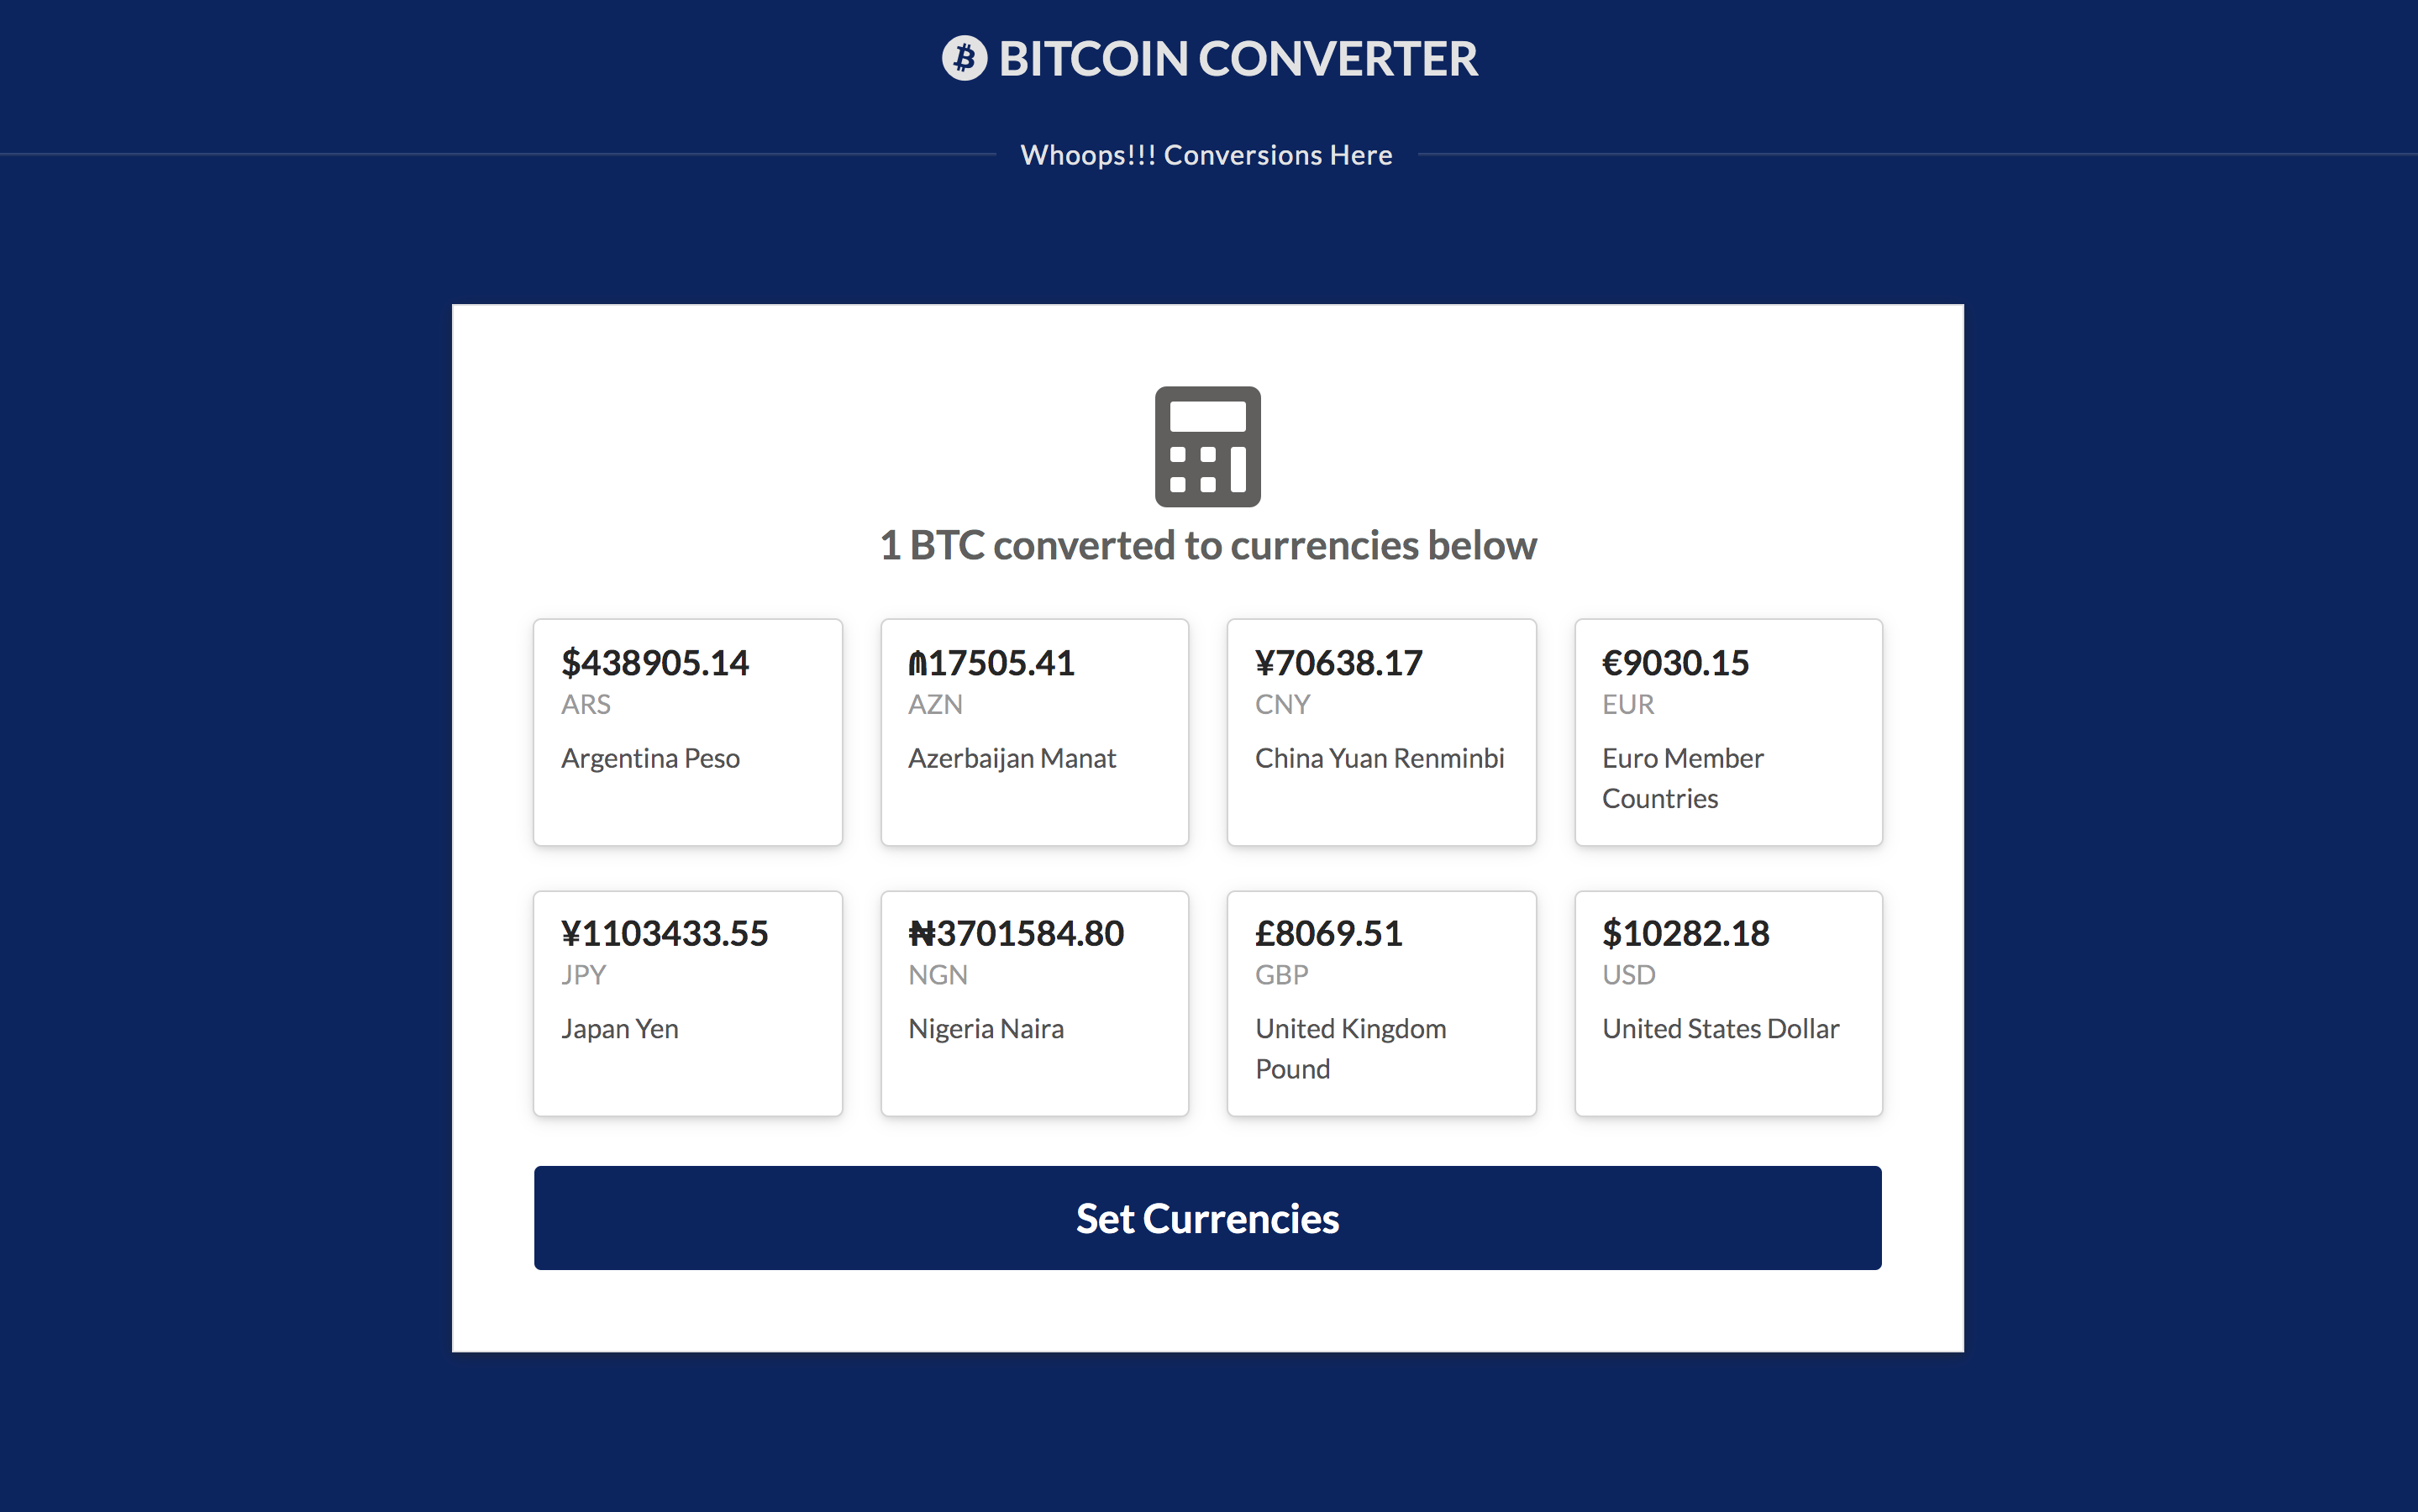 BITCOIN CONVERTER
Whoops!!! Conversions Here
1 BTC converted to currencies below
$438905.14
ARS
Argentina Peso
₼17505.41
AZN
Azerbaijan Manat
¥70638.17
CNY
China Yuan Renminbi
€9030.15
EUR
Euro Member
Countries
¥1103433.55
JPY
Japan Yen
₦3701584.80
NGN
Nigeria Naira
£8069.51
GBP
United Kingdom
Pound
$10282.18
USD
United States Dollar
Set Currencies